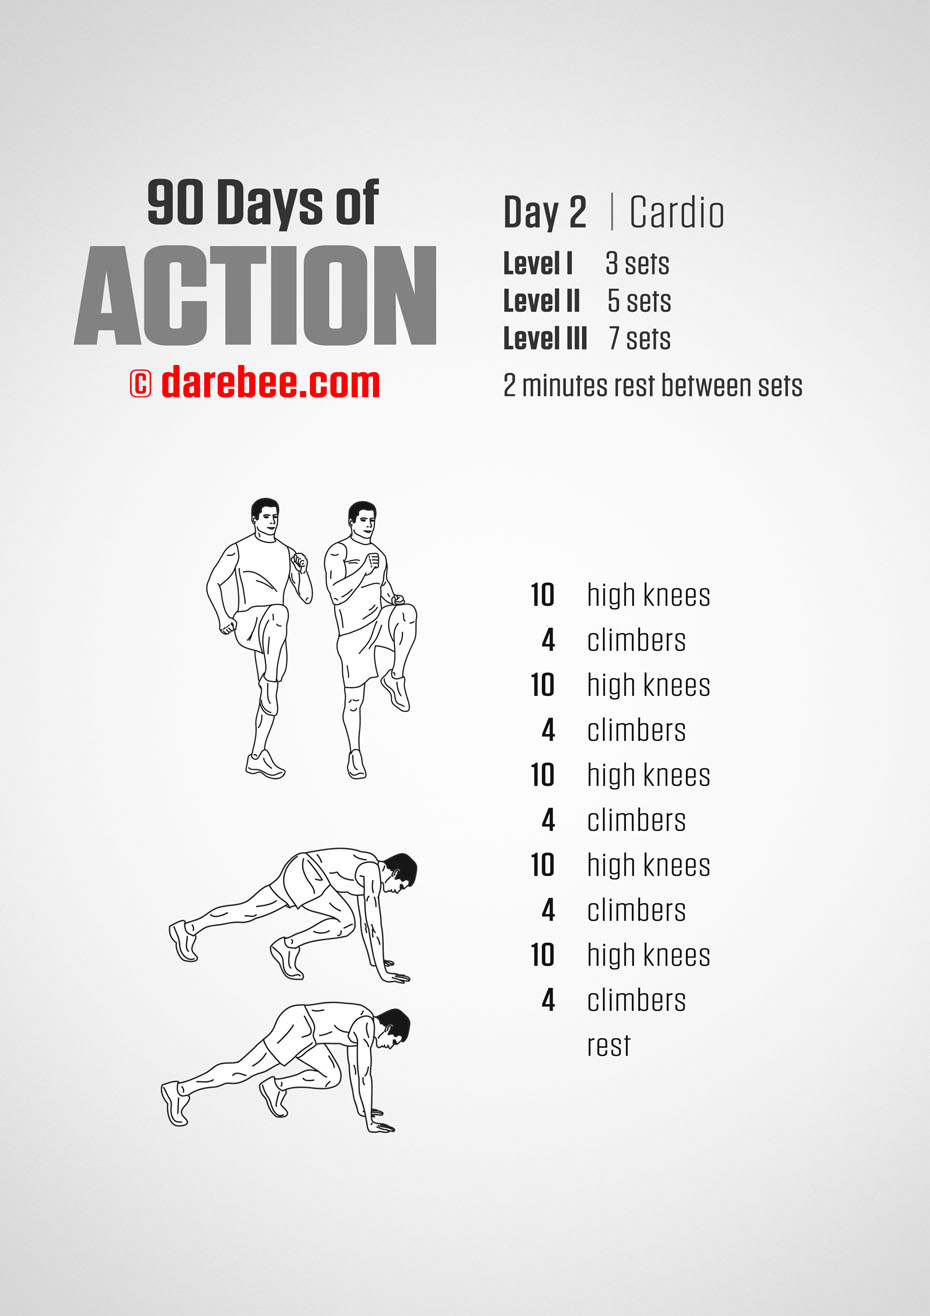 90 Days of
ACTION
© darebee.com
Day 2 | Cardio
Level I 3 sets
Level II 5 sets
Level III 7 sets
2 minutes rest between sets
10 high knees
4 climbers
10 high knees
4 climbers
10 high knees
4 climbers
10 high knees
4 climbers
10 high knees
4 climbers
rest